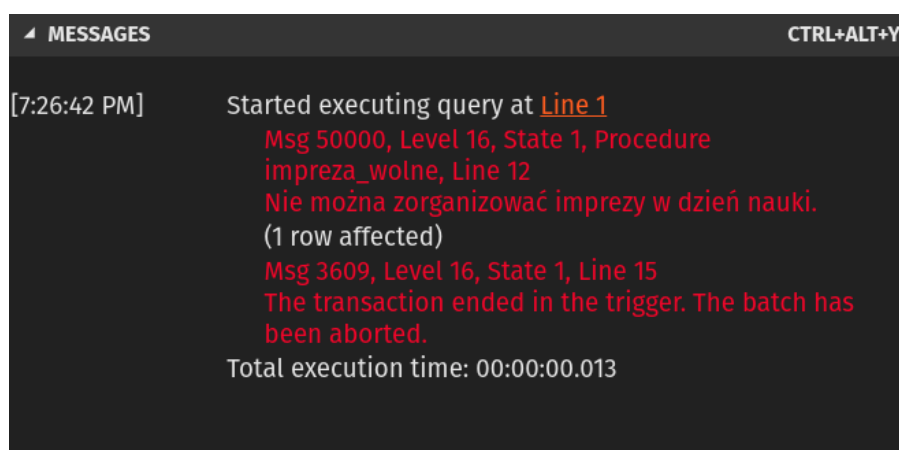 MESSAGES CTRL+ALT+Y
[7:26:42 PM] Started executing query at Line 1
Msg 50000, Level 16, State 1, Procedure
impreza_wolne, Line 12
Nie można zorganizować imprezy w dzień nauki.
(1 row affected)
Msg 3609, Level 16, State 1, Line 15
The transaction ended in the trigger. The batch has
been aborted.
Total execution time: 00:00:00.013